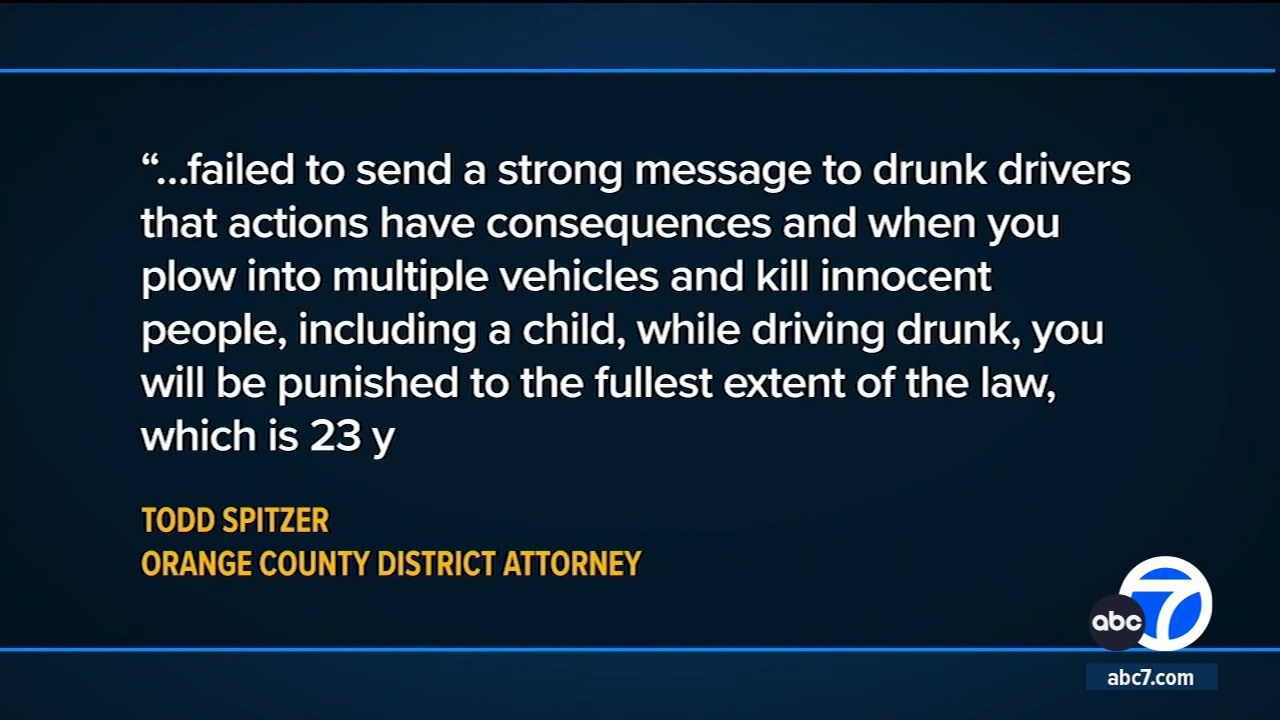 “...failed to send a strong message to drunk drivers
that actions have consequences and when you
plow into multiple vehicles and kill innocent
people, including a child, while driving drunk, you
will be punished to the fullest extent of the law,
which is 23 y
TODD SPITZER
ORANGE COUNTY DISTRICT ATTORNEY
abc 7
abc7.com